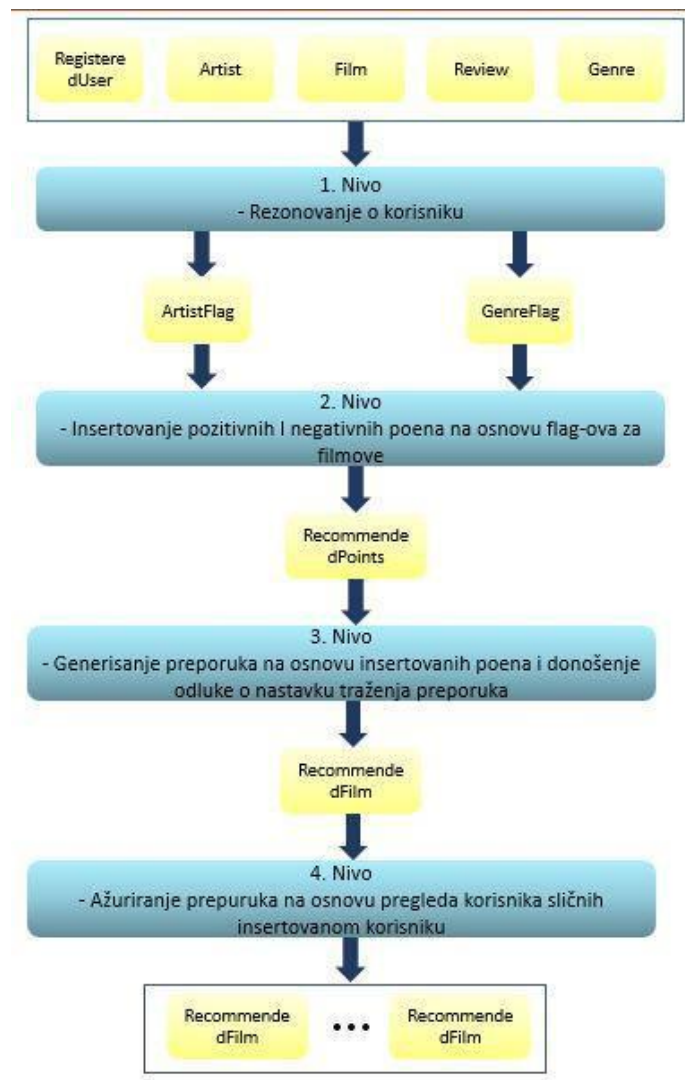 Registere
dUser
Artist
Film
Review
Genre
1. Nivo
- Rezonovanje o korisniku
ArtistFlag
GenreFlag
2. Nivo
- Insertovanje pozitivnih I negativnih poena na osnovu flag-ova za
filmove
Recommende
dPoints
3. Nivo
- Generisanje preporuka na osnovu insertovanih poena i donošenje
odluke o nastavku traženja preporuka
Recommende
dFilm
4. Nivo
- Ažuriranje prepuruka na osnovu pregleda korisnika sličnih
insertovanom korisniku
Recommende
dFilm
•••
Recommende
dFilm